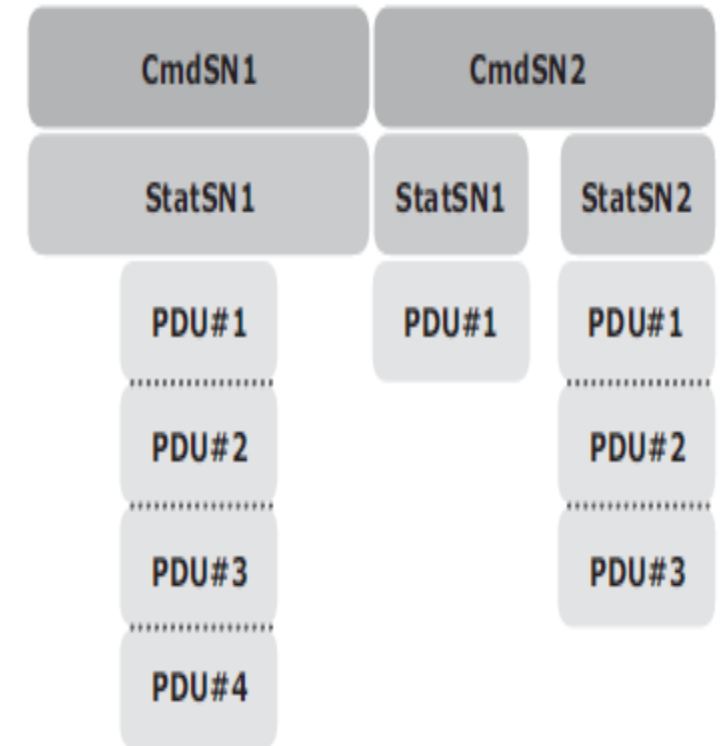 CmdSN1 CmdSN2
StatSN1 StatSN1 StatSN2
PDU#1 PDU#1 PDU#1
PDU#2 PDU#2
PDU#3 PDU#3
PDU#4